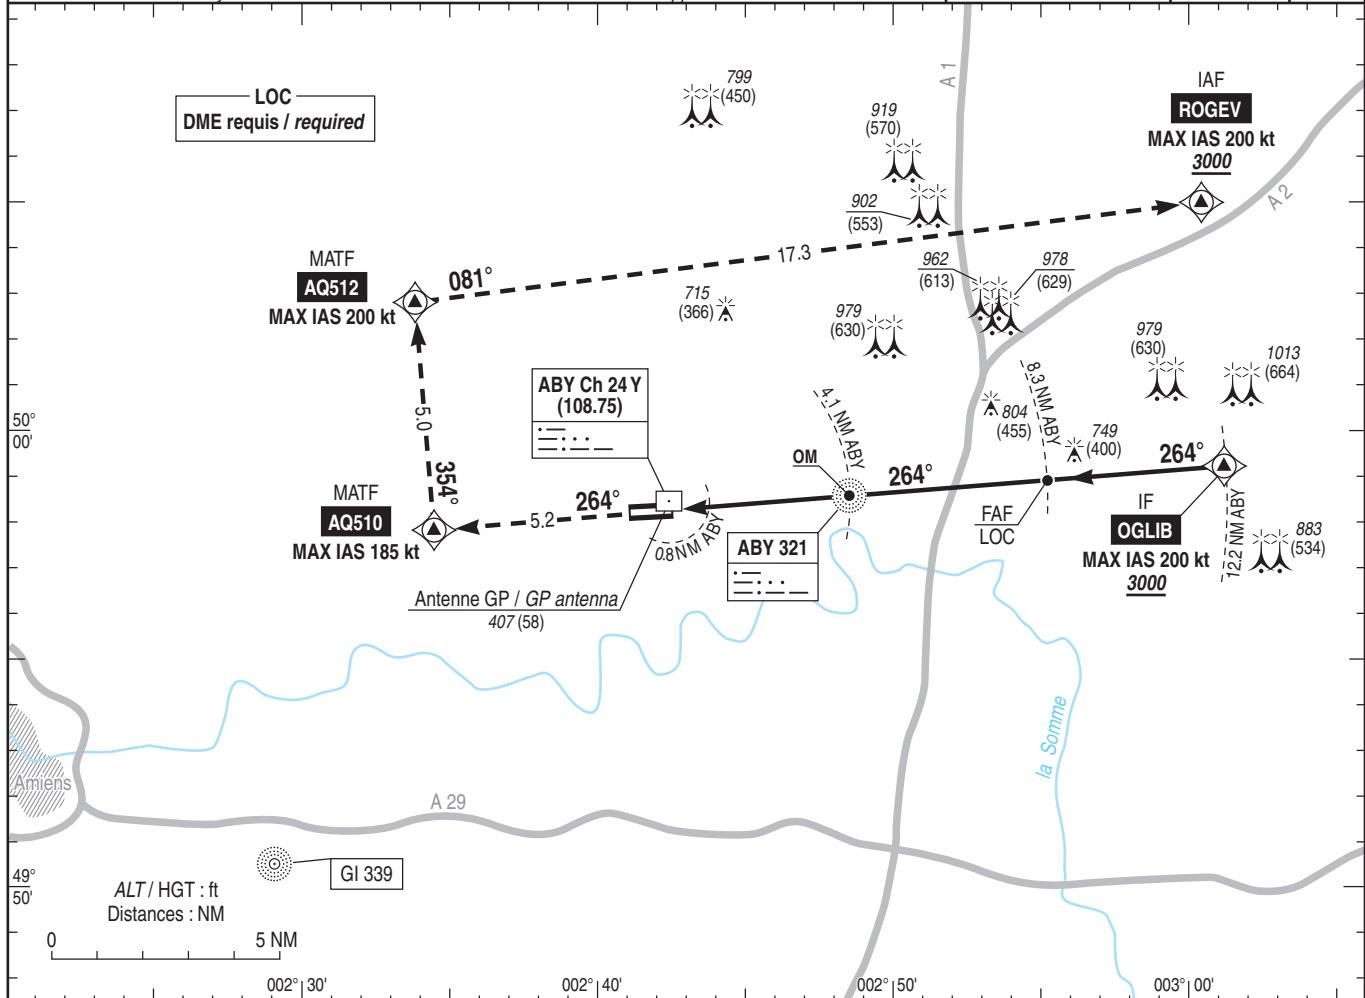 LOC
DME requis / required
799
(450)
919
(570)
902
(553)
A 1
IAF
ROGEV
MAX IAS 200 kt
3000
A 2
MATF
AQ512
MAX IAS 200 kt
081°
17.3
962
(613)
978
(629)
715
(366)
979
(630)
979
(630)
1013
(664)
ABY Ch 24 Y
(108.75)
5.0
4.1 NM ABY
8.3 NM ABY
804
(455)
749
(400)
50°
00'
OM
264°
264°
354°
MATF
AQ510
MAX IAS 185 kt
5.2
264°
0.8 NM ABY
ABY 321
FAF
LOC
IF
OGLIB
MAX IAS 200 kt
3000
12.2 NM ABY
883
(534)
Antenne GP / GP antenna
407 (58)
la Somme
Amiens
A 29
GI 339
49°
50'
ALT / HGT : ft
Distances : NM
0 5 NM
002° 30' 002° 40' 002° 50' 003° 00'